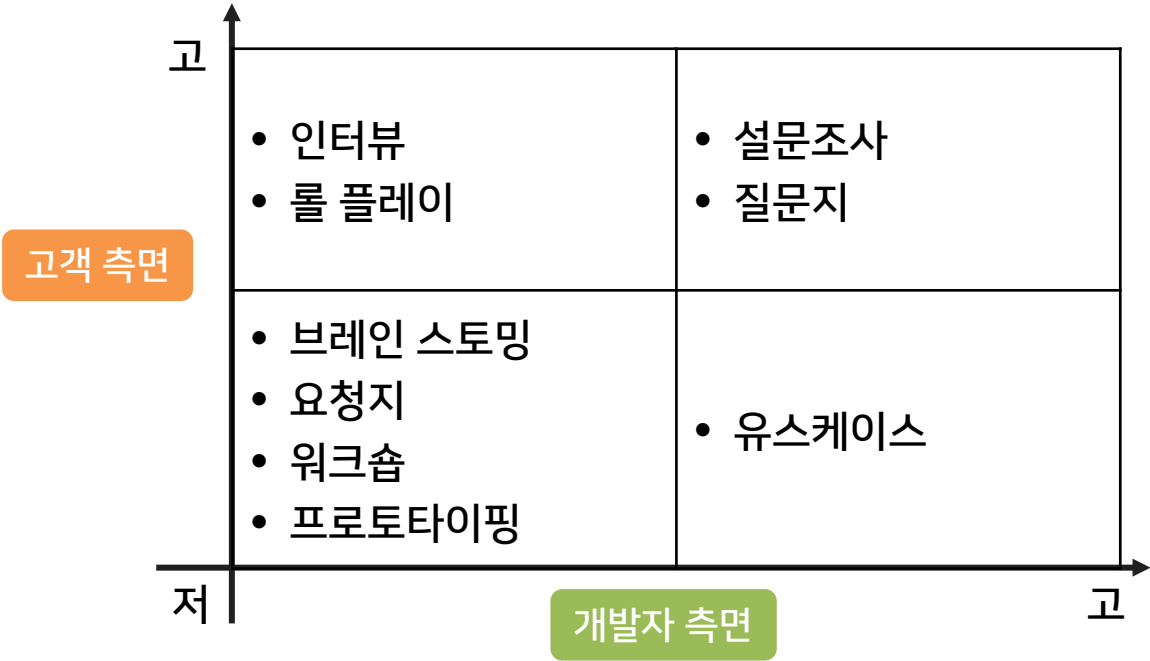 고
• 인터뷰
• 롤 플레이
• 설문조사
• 질문지
고객 측면
• 브레인 스토밍
• 요청지
• 워크숍
• 프로토타이핑
• 유스케이스
저
개발자 측면
고